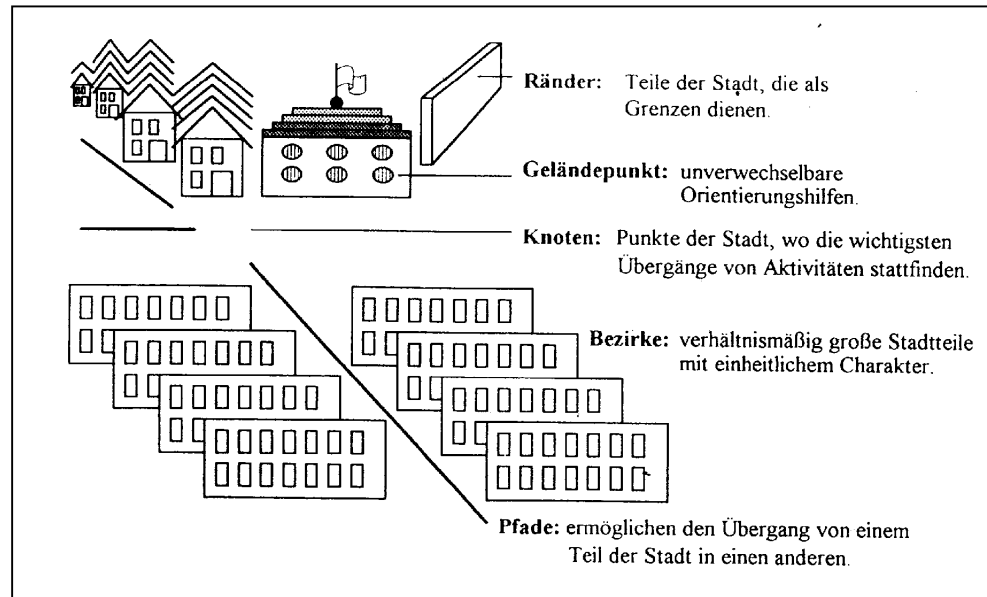 Ränder: Teile der Stadt, die als
Grenzen dienen.
Geländepunkt: unverwechselbare
Orientierungshilfen.
Knoten: Punkte der Stadt, wo die wichtigsten
Übergänge von Aktivitäten stattfinden.
Bezirke: verhältnismäßig große Stadtteile
mit einheitlichem Charakter.
Pfade: ermöglichen den Übergang von einem
Teil der Stadt in einen anderen.